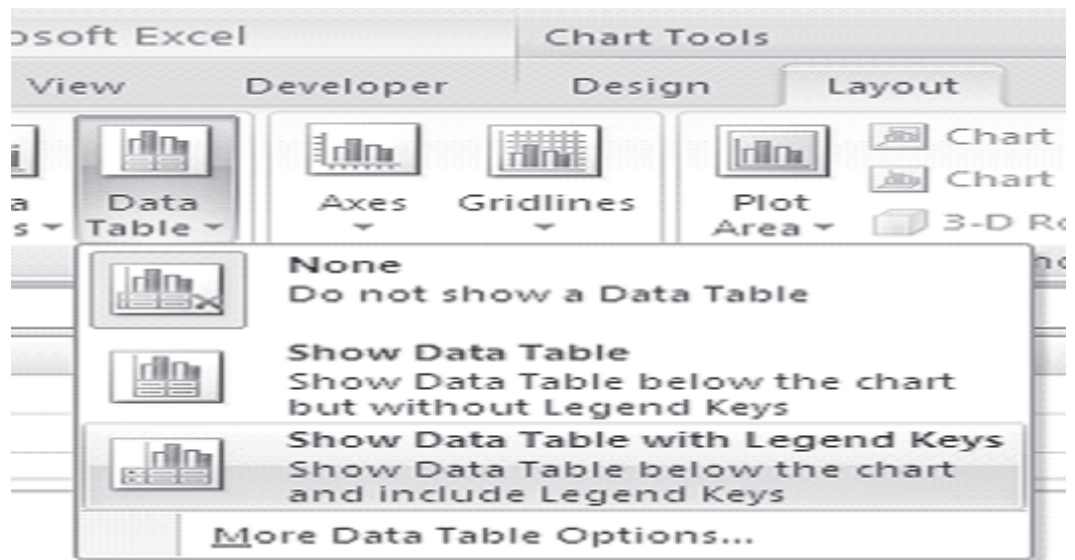 osoft Excel
Chart Tools
View
Developer
Design
Layout
Data
Table
Axes
Gridlines
Plot
Area
Chart
Chart
3-D Ro
None
Do not show a Data Table
Show Data Table
Show Data Table below the chart
but without Legend Keys
Show Data Table with Legend Keys
Show Data Table below the chart
and include Legend Keys
More Data Table Options...